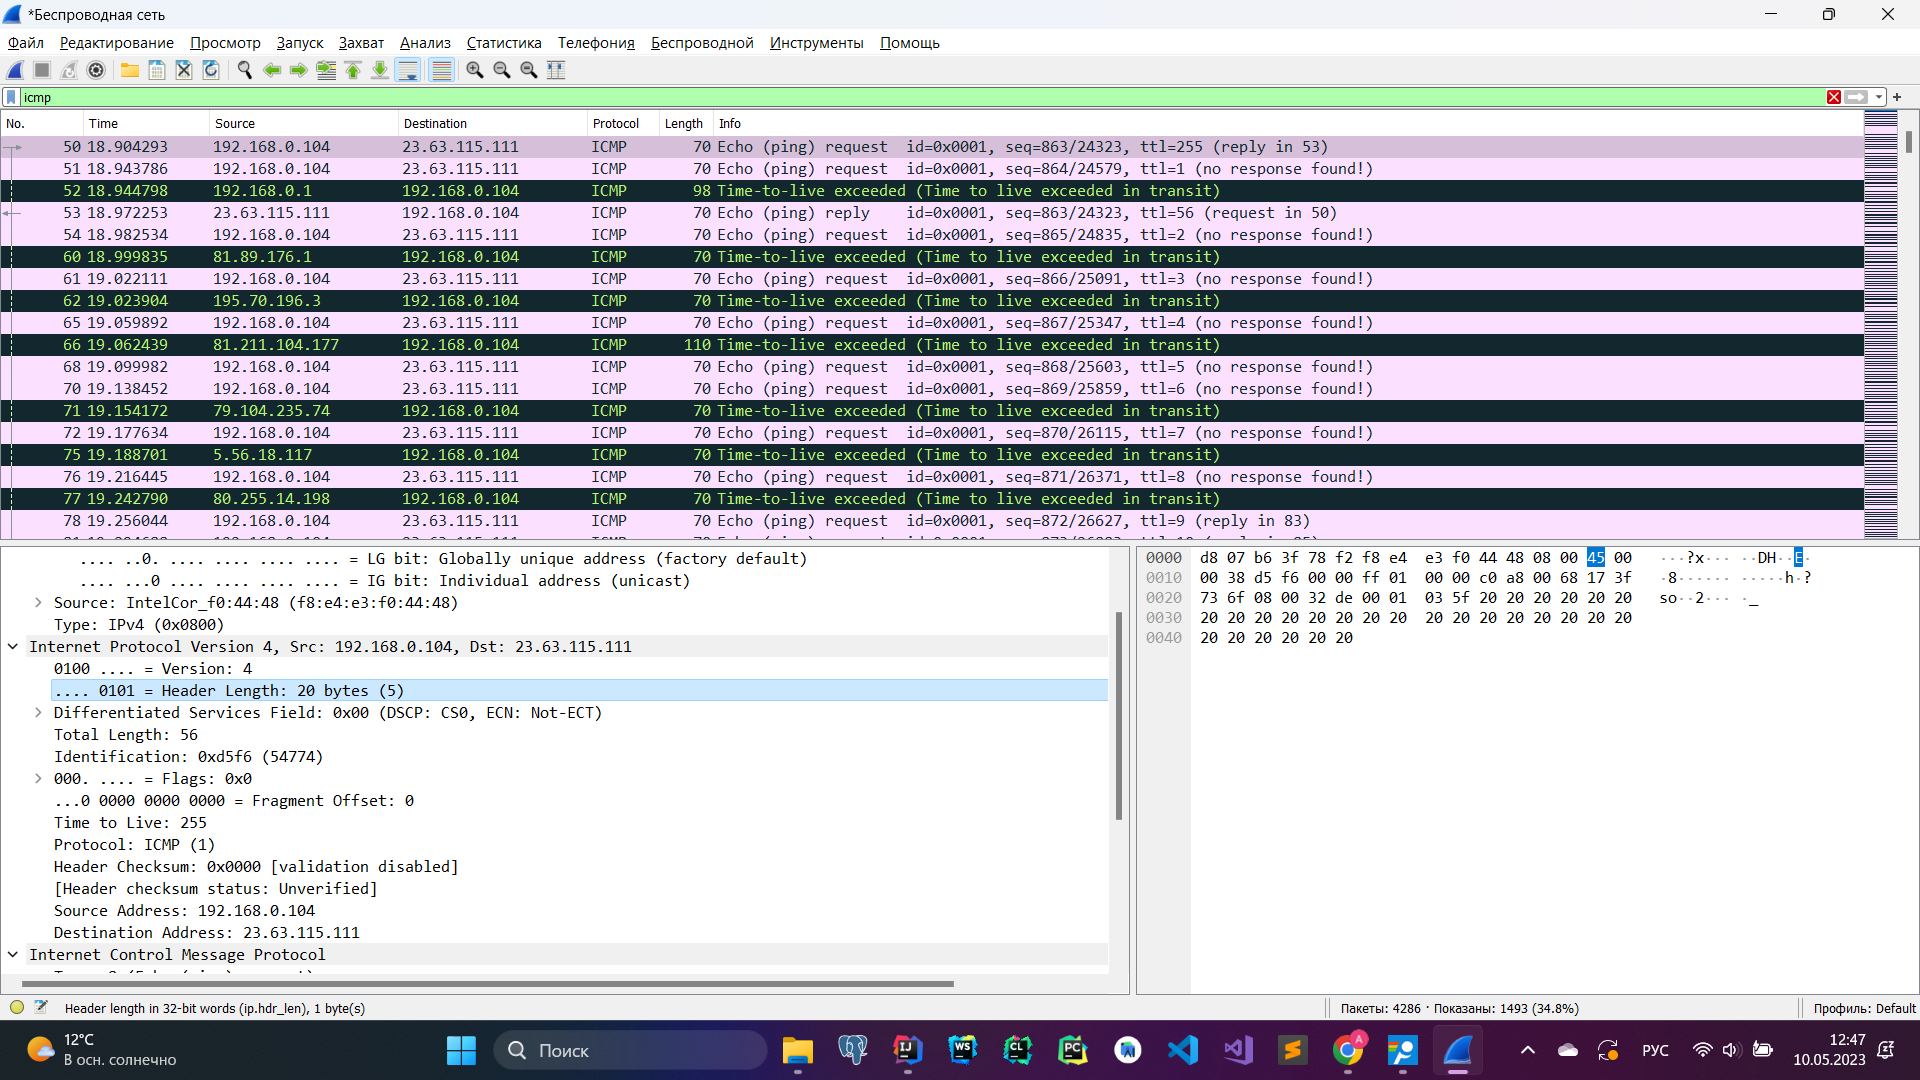 *Беспроводная сеть
Файл Редактирование Просмотр Запуск Захват Анализ Статистика Телефония Беспроводной Инструменты Помощь
icmp
No. Time Source Destination Protocol Length Info
50 18.904293 192.168.0.104 23.63.115.111 ICMP 70 Echo (ping) request id=0x0001, seq=863/24323, ttl=255 (reply in 53)
51 18.943786 192.168.0.104 23.63.115.111 ICMP 70 Echo (ping) request id=0x0001, seq=864/24579, ttl=1 (no response found!)
52 18.944798 192.168.0.1 192.168.0.104 ICMP 98 Time-to-live exceeded (Time to live exceeded in transit)
53 18.972253 23.63.115.111 192.168.0.104 ICMP 70 Echo (ping) reply id=0x0001, seq=863/24323, ttl=56 (request in 50)
54 18.982534 192.168.0.104 23.63.115.111 ICMP 70 Echo (ping) request id=0x0001, seq=865/24835, ttl=2 (no response found!)
60 18.999835 81.89.176.1 192.168.0.104 ICMP 70 Time-to-live exceeded (Time to live exceeded in transit)
61 19.022111 192.168.0.104 23.63.115.111 ICMP 70 Echo (ping) request id=0x0001, seq=866/25091, ttl=3 (no response found!)
62 19.023904 195.70.196.3 192.168.0.104 ICMP 70 Time-to-live exceeded (Time to live exceeded in transit)
65 19.059892 192.168.0.104 23.63.115.111 ICMP 70 Echo (ping) request id=0x0001, seq=867/25347, ttl=4 (no response found!)
66 19.062439 81.211.104.177 192.168.0.104 ICMP 110 Time-to-live exceeded (Time to live exceeded in transit)
68 19.099982 192.168.0.104 23.63.115.111 ICMP 70 Echo (ping) request id=0x0001, seq=868/25603, ttl=5 (no response found!)
70 19.138452 192.168.0.104 23.63.115.111 ICMP 70 Echo (ping) request id=0x0001, seq=869/25859, ttl=6 (no response found!)
71 19.154172 79.104.235.74 192.168.0.104 ICMP 70 Time-to-live exceeded (Time to live exceeded in transit)
72 19.177634 192.168.0.104 23.63.115.111 ICMP 70 Echo (ping) request id=0x0001, seq=870/26115, ttl=7 (no response found!)
75 19.188701 5.56.18.117 192.168.0.104 ICMP 70 Time-to-live exceeded (Time to live exceeded in transit)
76 19.216445 192.168.0.104 23.63.115.111 ICMP 70 Echo (ping) request id=0x0001, seq=871/26371, ttl=8 (no response found!)
77 19.242790 80.255.14.198 192.168.0.104 ICMP 70 Time-to-live exceeded (Time to live exceeded in transit)
78 19.256044 192.168.0.104 23.63.115.111 ICMP 70 Echo (ping) request id=0x0001, seq=872/26627, ttl=9 (reply in 83)
.... ..0. .... .... .... .... = LG bit: Globally unique address (factory default)
.... ...0 .... .... .... .... = IG bit: Individual address (unicast)
Source: IntelCor_f0:44:48 (f8:e4:e3:f0:44:48)
Type: IPv4 (0x0800)
Internet Protocol Version 4, Src: 192.168.0.104, Dst: 23.63.115.111
0100 .... = Version: 4
.... 0101 = Header Length: 20 bytes (5)
Differentiated Services Field: 0x00 (DSCP: CS0, ECN: Not-ECT)
Total Length: 56
Identification: 0xd5f6 (54774)
000. .... = Flags: 0x0
...0 0000 0000 0000 = Fragment Offset: 0
Time to Live: 255
Protocol: ICMP (1)
Header Checksum: 0x0000 [validation disabled]
[Header checksum status: Unverified]
Source Address: 192.168.0.104
Destination Address: 23.63.115.111
Internet Control Message Protocol
0000 d8 07 b6 3f 78 f2 f8 e4 e3 f0 44 48 08 00 45 00 ···?x··· ··DH··E·
0010 00 38 d5 f6 00 00 ff 01 00 00 c0 a8 00 68 17 3f ·8······ ·····h·?
0020 73 6f 08 00 32 de 00 01 03 5f 20 20 20 20 20 20 so··2··· ·_
0030 20 20 20 20 20 20 20 20 20 20 20 20 20 20 20 20
0040 20 20 20 20 20 20
Header length in 32-bit words (ip.hdr_len), 1 byte(s)
Пакеты: 4286 · Показаны: 1493 (34.8%)
Профиль: Default
12°C
В осн. солнечно
Поиск
IJ WS CL PC A
РУС
12:47
10.05.2023